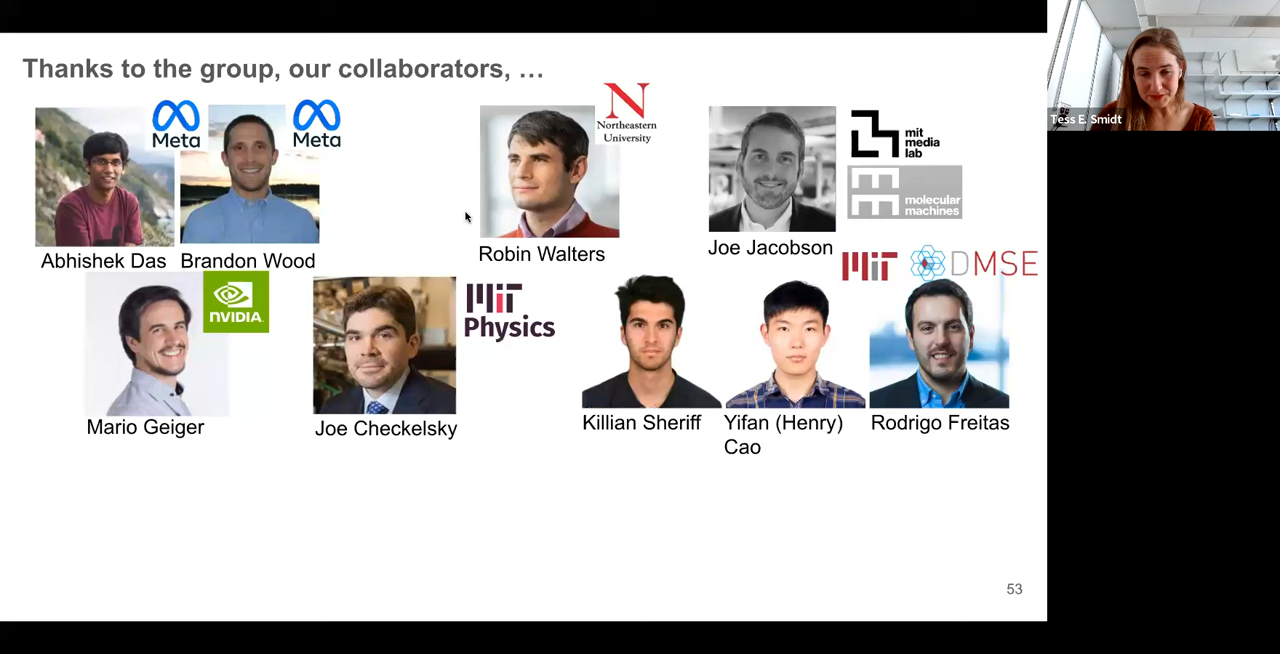 Thanks to the group, our collaborators, …
Meta
Meta
N
Northeastern
University
mit
media
lab
molecular
machines
Tess E. Smidt
Abhishek Das
Brandon Wood
Robin Walters
Joe Jacobson
MIT
DMSE
NVIDIA.
MIT
Physics
Mario Geiger
Joe Checkelsky
Killian Sheriff
Yifan (Henry)
Cao
Rodrigo Freitas
53